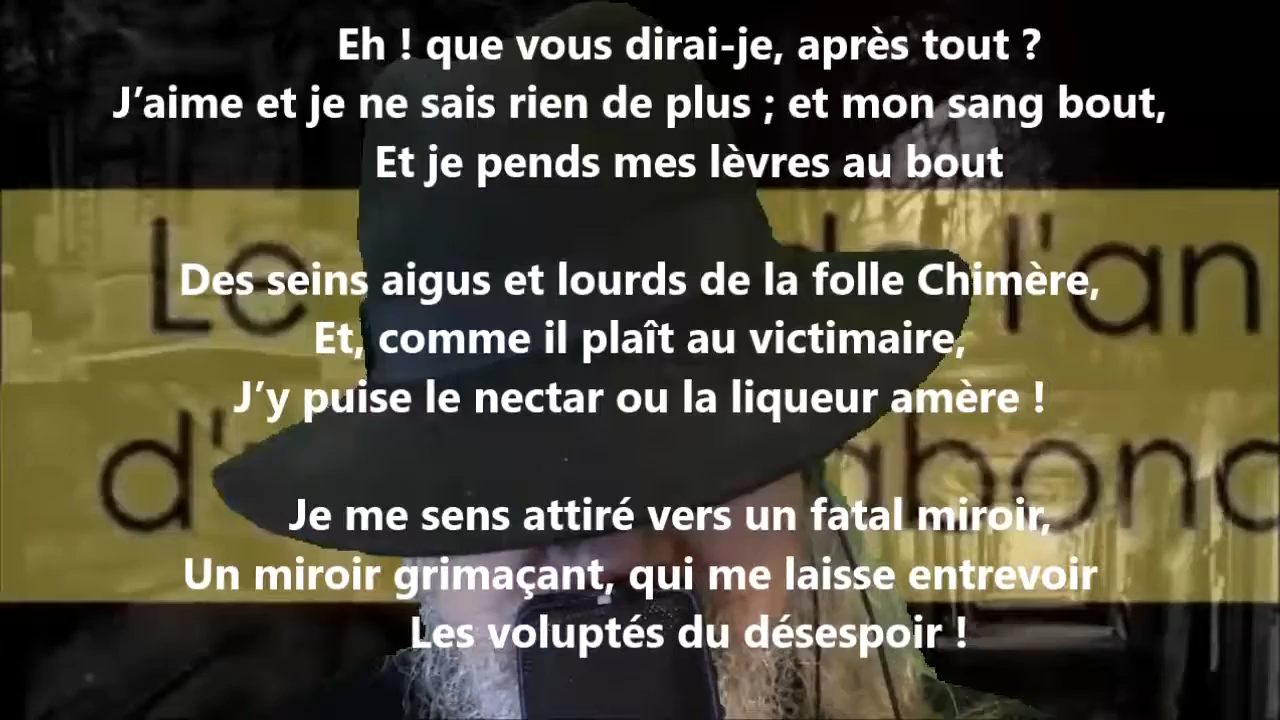 Eh ! que vous dirai-je, après tout ?
J’aime et je ne sais rien de plus ; et mon sang bout,
Et je pends mes lèvres au bout
Des seins aigus et lourds de la folle Chimère,
Et, comme il plaît au victimaire,
J’y puise le nectar ou la liqueur amère !
Je me sens attiré vers un fatal miroir,
Un miroir grimaçant, qui me laisse entrevoir
Les voluptés du désespoir !
Le l'an